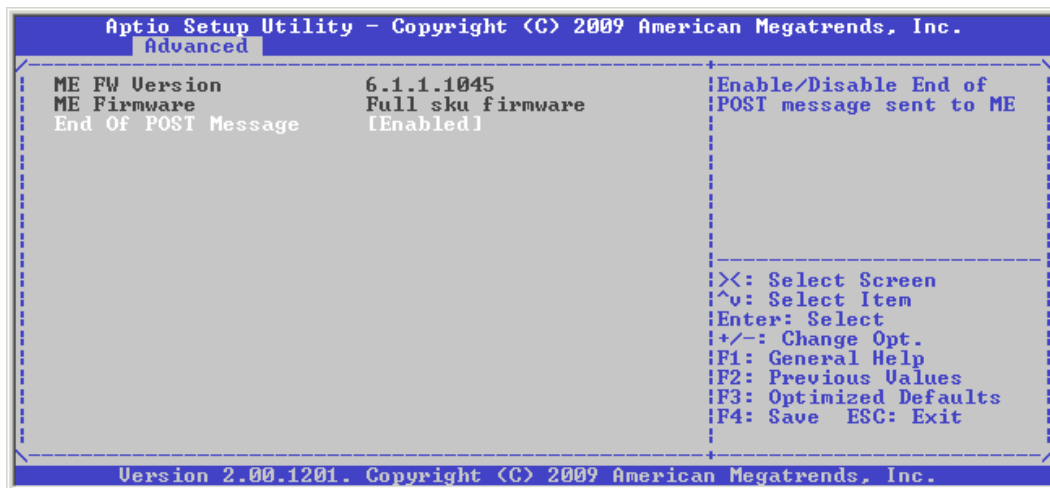 Aptio Setup Utility - Copyright (C) 2009 American Megatrends, Inc.
Advanced
ME FW Version 6.1.1.1045
ME Firmware Full sku firmware
End Of POST Message [Enabled]
Enable/Disable End of
POST message sent to ME
><: Select Screen
^v: Select Item
Enter: Select
+/-: Change Opt.
F1: General Help
F2: Previous Values
F3: Optimized Defaults
F4: Save ESC: Exit
Version 2.00.1201. Copyright (C) 2009 American Megatrends, Inc.